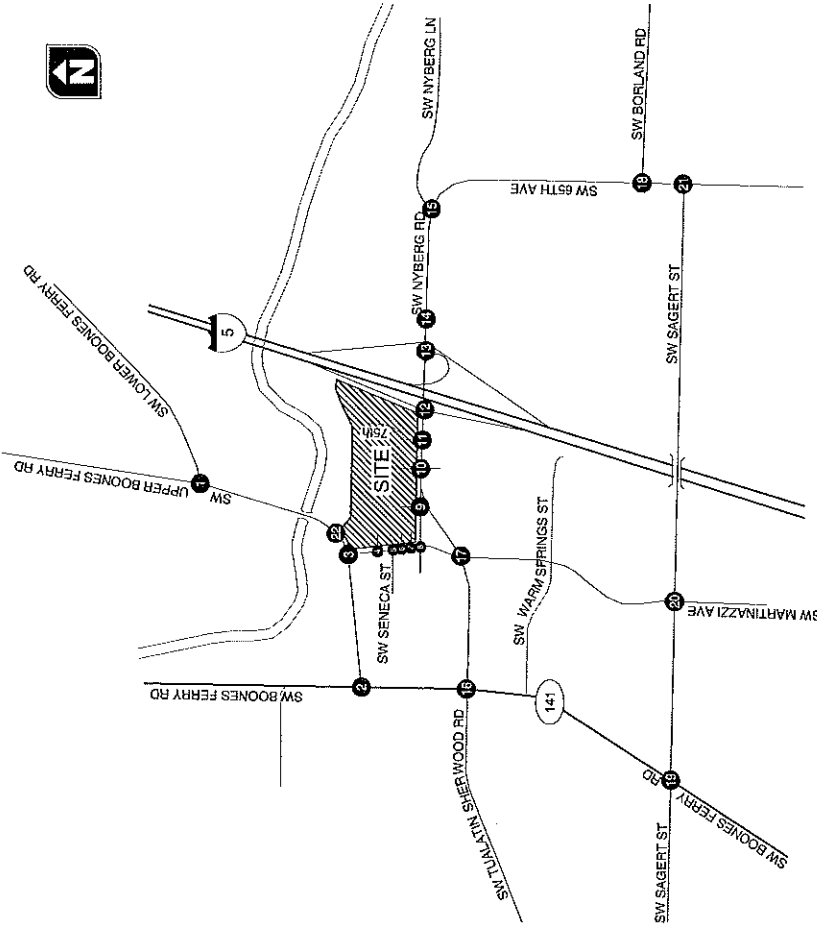 N
SW LOWER BOONES FERRY RD
SW NYBERG LN
5
SW BORLAND RD
UPPER BOONES FERRY RD
SW
1
15
SW 65TH AVE
18
21
SW NYBERG RD
14
13
12
11
10
9
75th
SITE
22
3
4
8
SW SENECA ST
17
SW SAGERT ST
SW WARM SPRINGS ST
20
SW MARTINAZZI AVE
SW BOONES FERRY RD
2
16
141
SW TUALATIN SHERWOOD RD
RD
19
SW BOONES FERRY
SW SAGERT ST